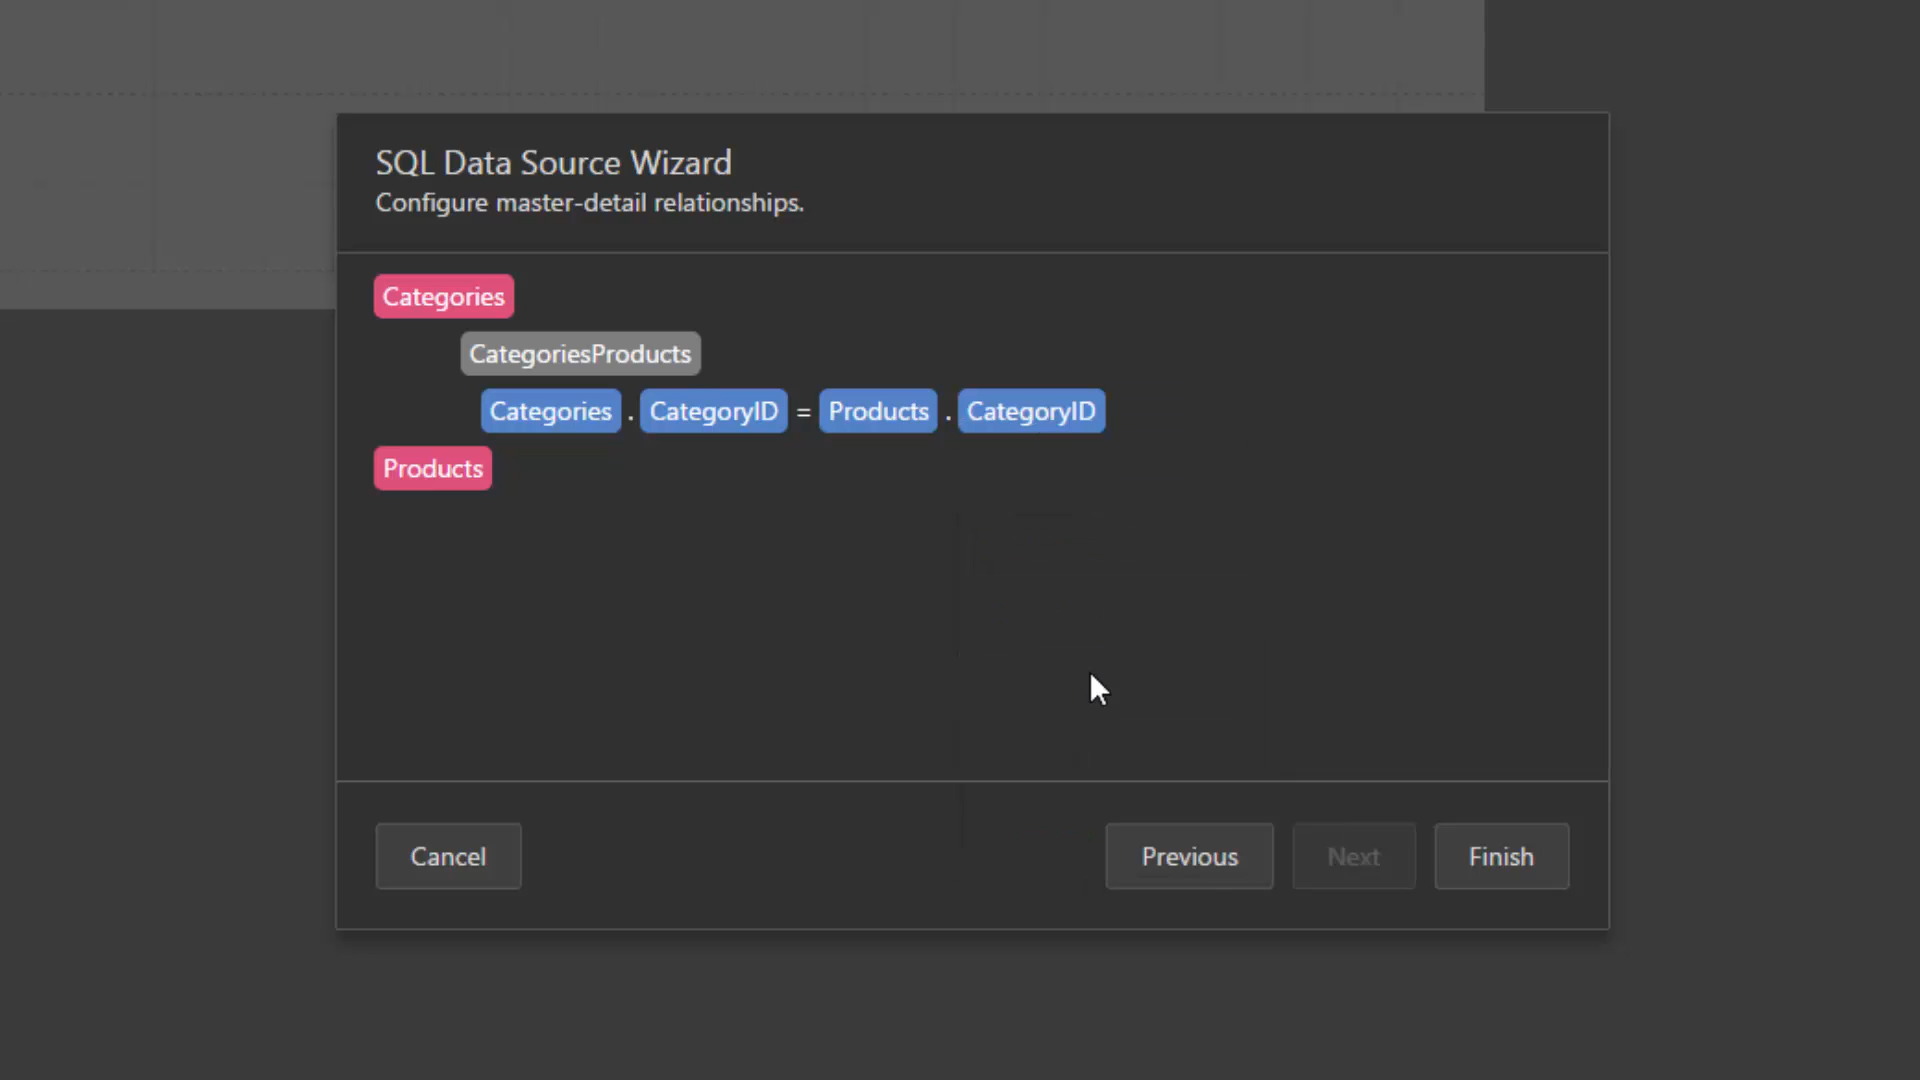 SQL Data Source Wizard
Configure master-detail relationships.
Categories
CategoriesProducts
Categories . CategoryID = Products . CategoryID
Products
Cancel Previous Next Finish